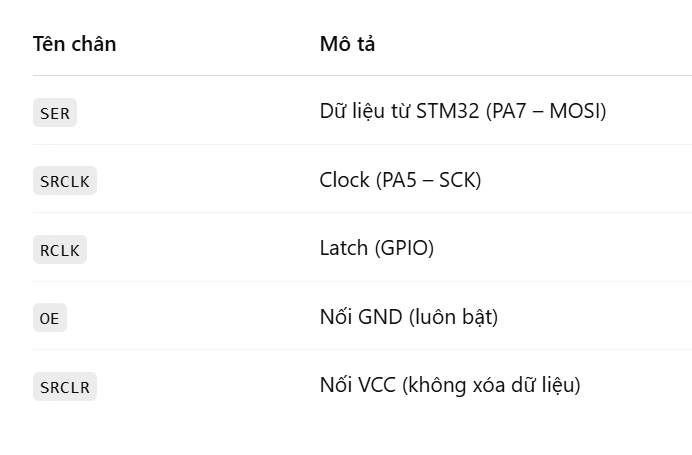 Tên chân Mô tả
SER Dữ liệu từ STM32 (PA7 – MOSI)
SRCLK Clock (PA5 – SCK)
RCLK Latch (GPIO)
OE Nối GND (luôn bật)
SRCLR Nối VCC (không xóa dữ liệu)